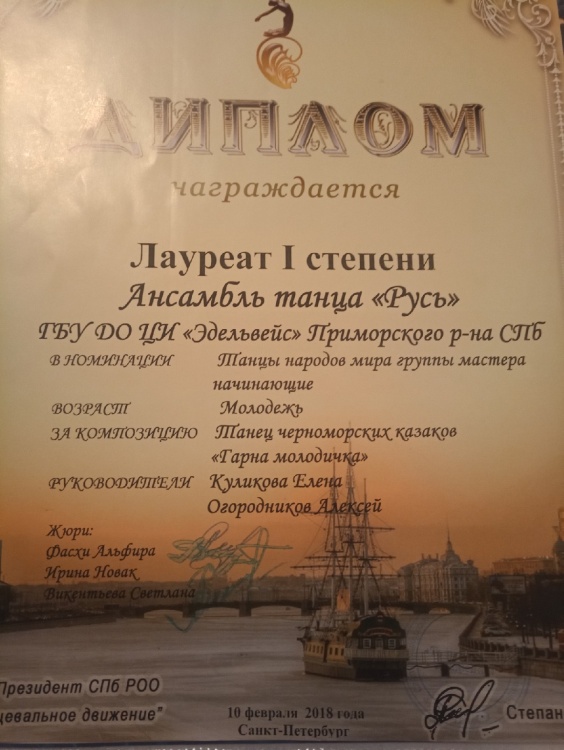 ДИПЛОМ
награждается
Лауреат I степени
Ансамбль танца «Русь»
ГБУ ДО ЦИ «Эдельвейс» Приморского р-на СПб
В НОМИНАЦИИ Танцы народов мира группы мастера
начинающие
ВОЗРАСТ Молодежь
ЗА КОМПОЗИЦИЮ Танец черноморских казаков
«Гарна молодичка»
РУКОВОДИТЕЛИ Куликова Елена
Огородников Алексей
Жюри:
Фасхи Альфира
Ирина Новак
Викентьева Светлана
Президент СПб РОО
цевальное движение"
10 февраля 2018 года
Санкт-Петербург
Степан